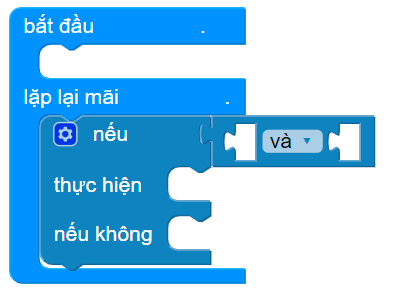 bắt đầu .
lặp lại mãi .
nếu và
thực hiện
nếu không